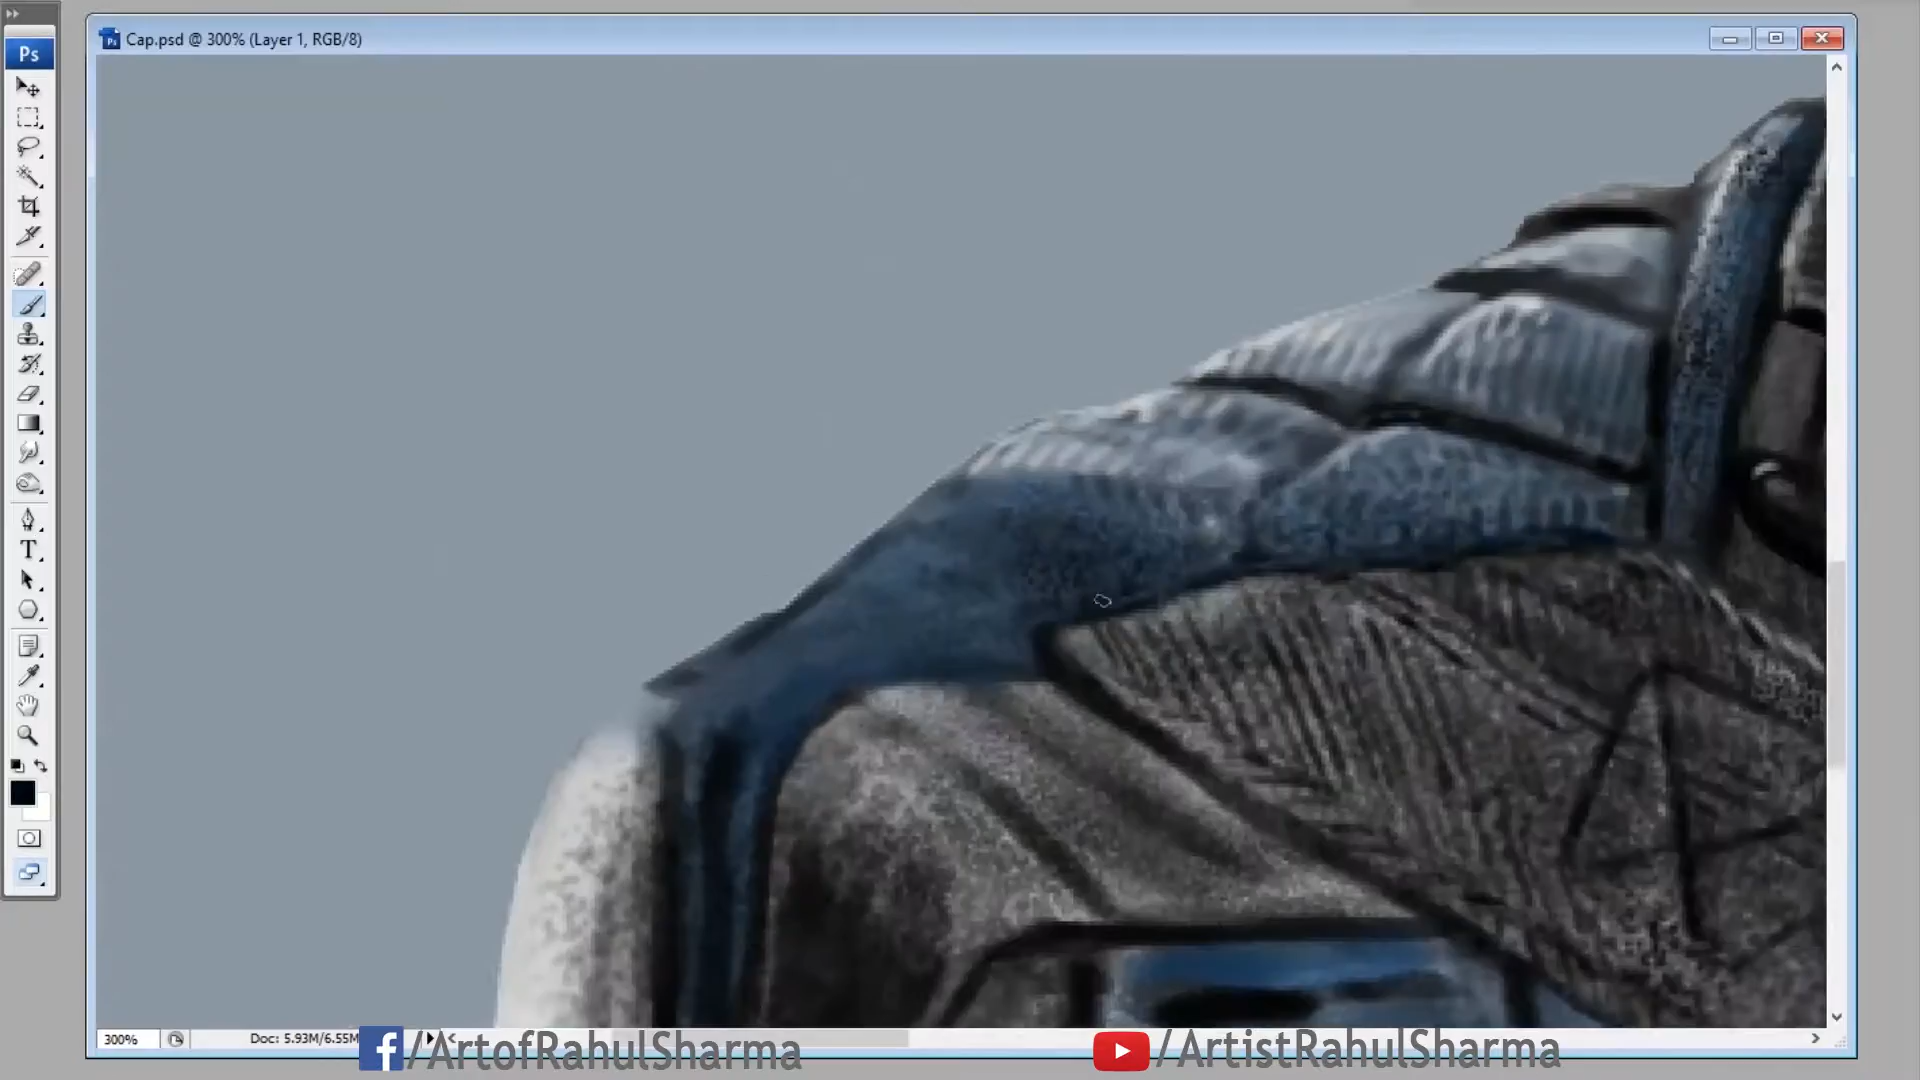 Ps
Cap.psd @ 300% (Layer 1, RGB/8)
T
300%
Doc: 5.93M/6.55M
/ArtofRahulSharma
/ArtistRahulSharma